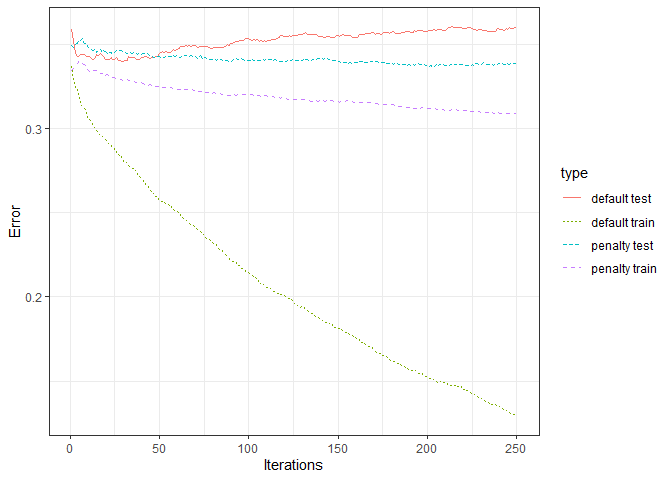 0.3
0.2
Error
0
50
100
150
200
250
Iterations
type
default test
default train
penalty test
penalty train